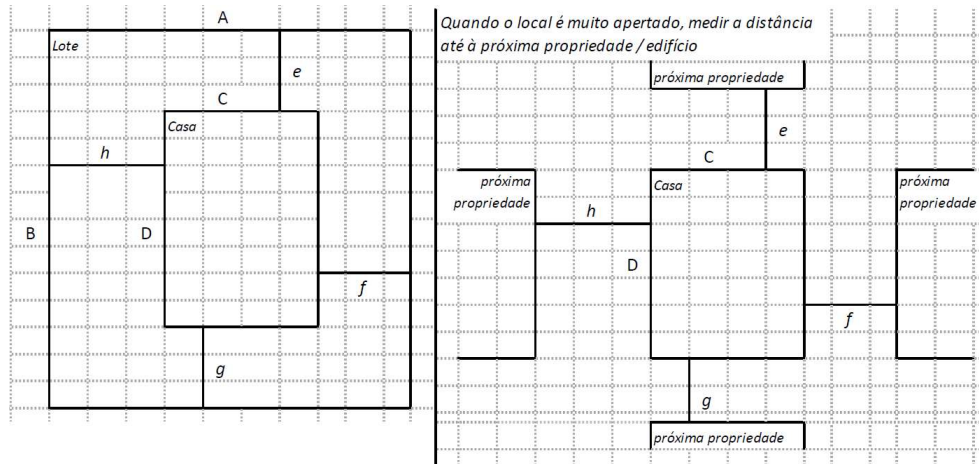 A
Lote
e
C
Casa
h
B
D
f
g
Quando o local é muito apertado, medir a distância
até à próxima propriedade / edifício
próxima propriedade
e
C
próxima
propriedade
Casa
próxima
propriedade
h
D
f
g
próxima propriedade